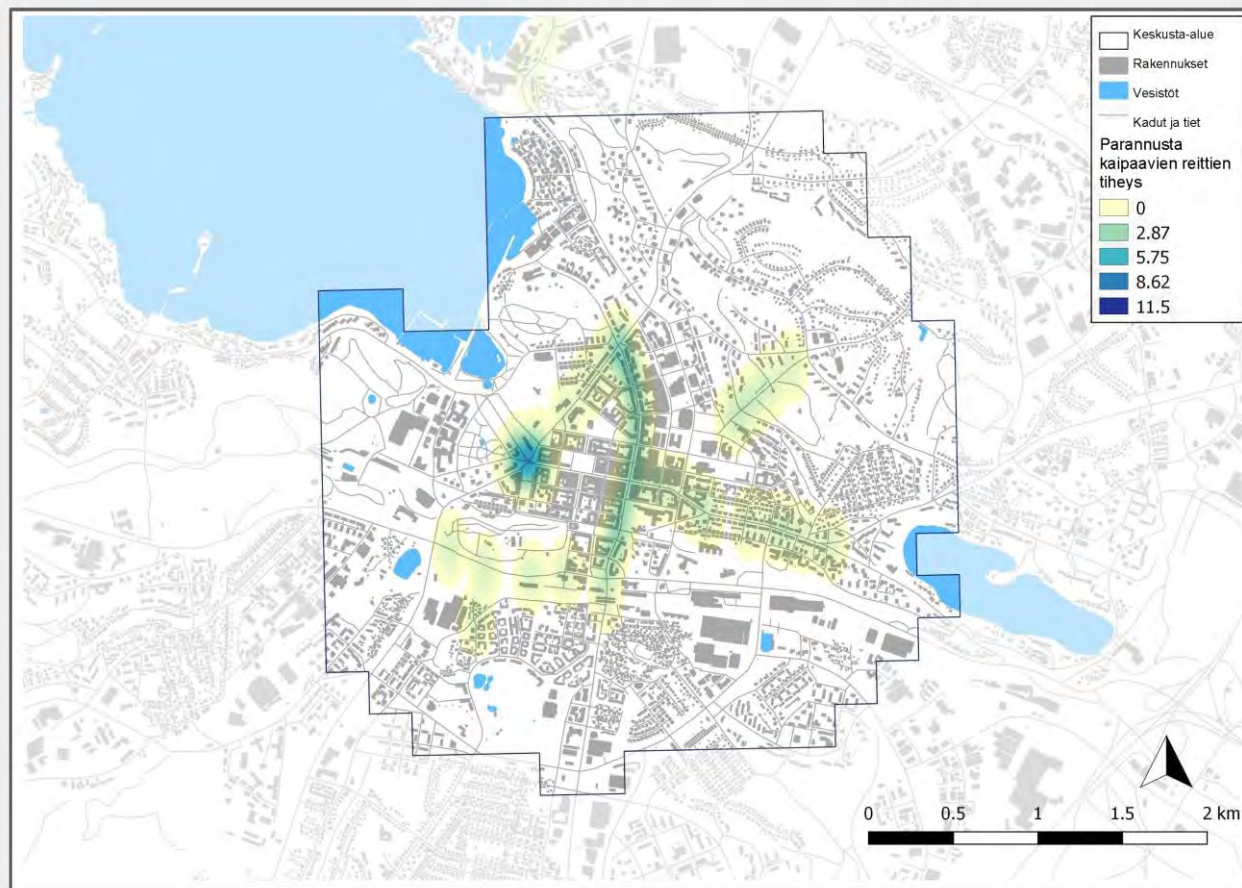 Keskusta-alue
Rakennukset
Vesistöt
Kadut ja tiet
Parannusta
kaipaavien reittien
tiheys
0
2.87
5.75
8.62
11.5
0 0.5 1 1.5 2 km